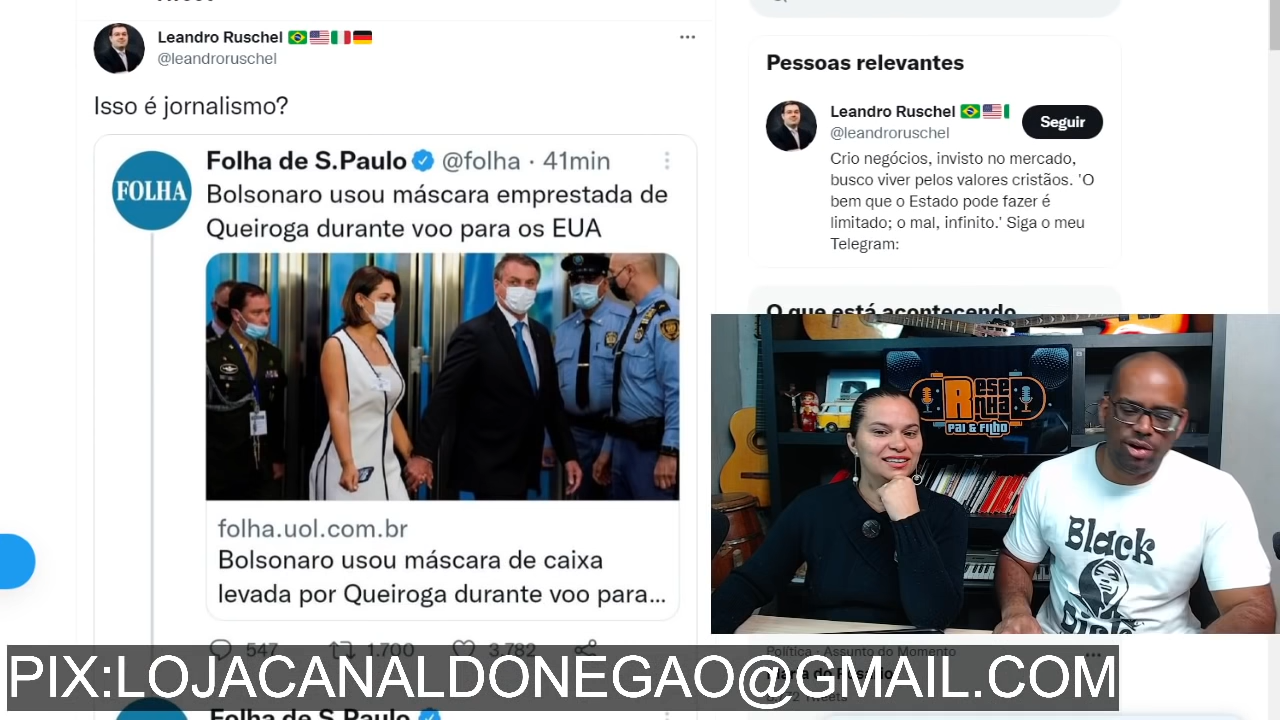 Leandro Ruschel
@leandroruschel
Isso é jornalismo?
FOLHA
Folha de S.Paulo @folha · 41min
Bolsonaro usou máscara emprestada de
Queiroga durante voo para os EUA
folha.uol.com.br
Bolsonaro usou máscara de caixa
levada por Queiroga durante voo para...
547 1.700 3.782
Folha de S.Paulo
Pessoas relevantes
Leandro Ruschel
@leandroruschel
Seguir
Crio negócios, invisto no mercado,
busco viver pelos valores cristãos. 'O
bem que o Estado pode fazer é
limitado; o mal, infinito.' Siga o meu
Telegram:
O que está acontecendo
Rese
nha
PAI & FILHO
Black
Política · Assunto do Momento
PIX:LOJACANALDONEGAO@GMAIL.COM